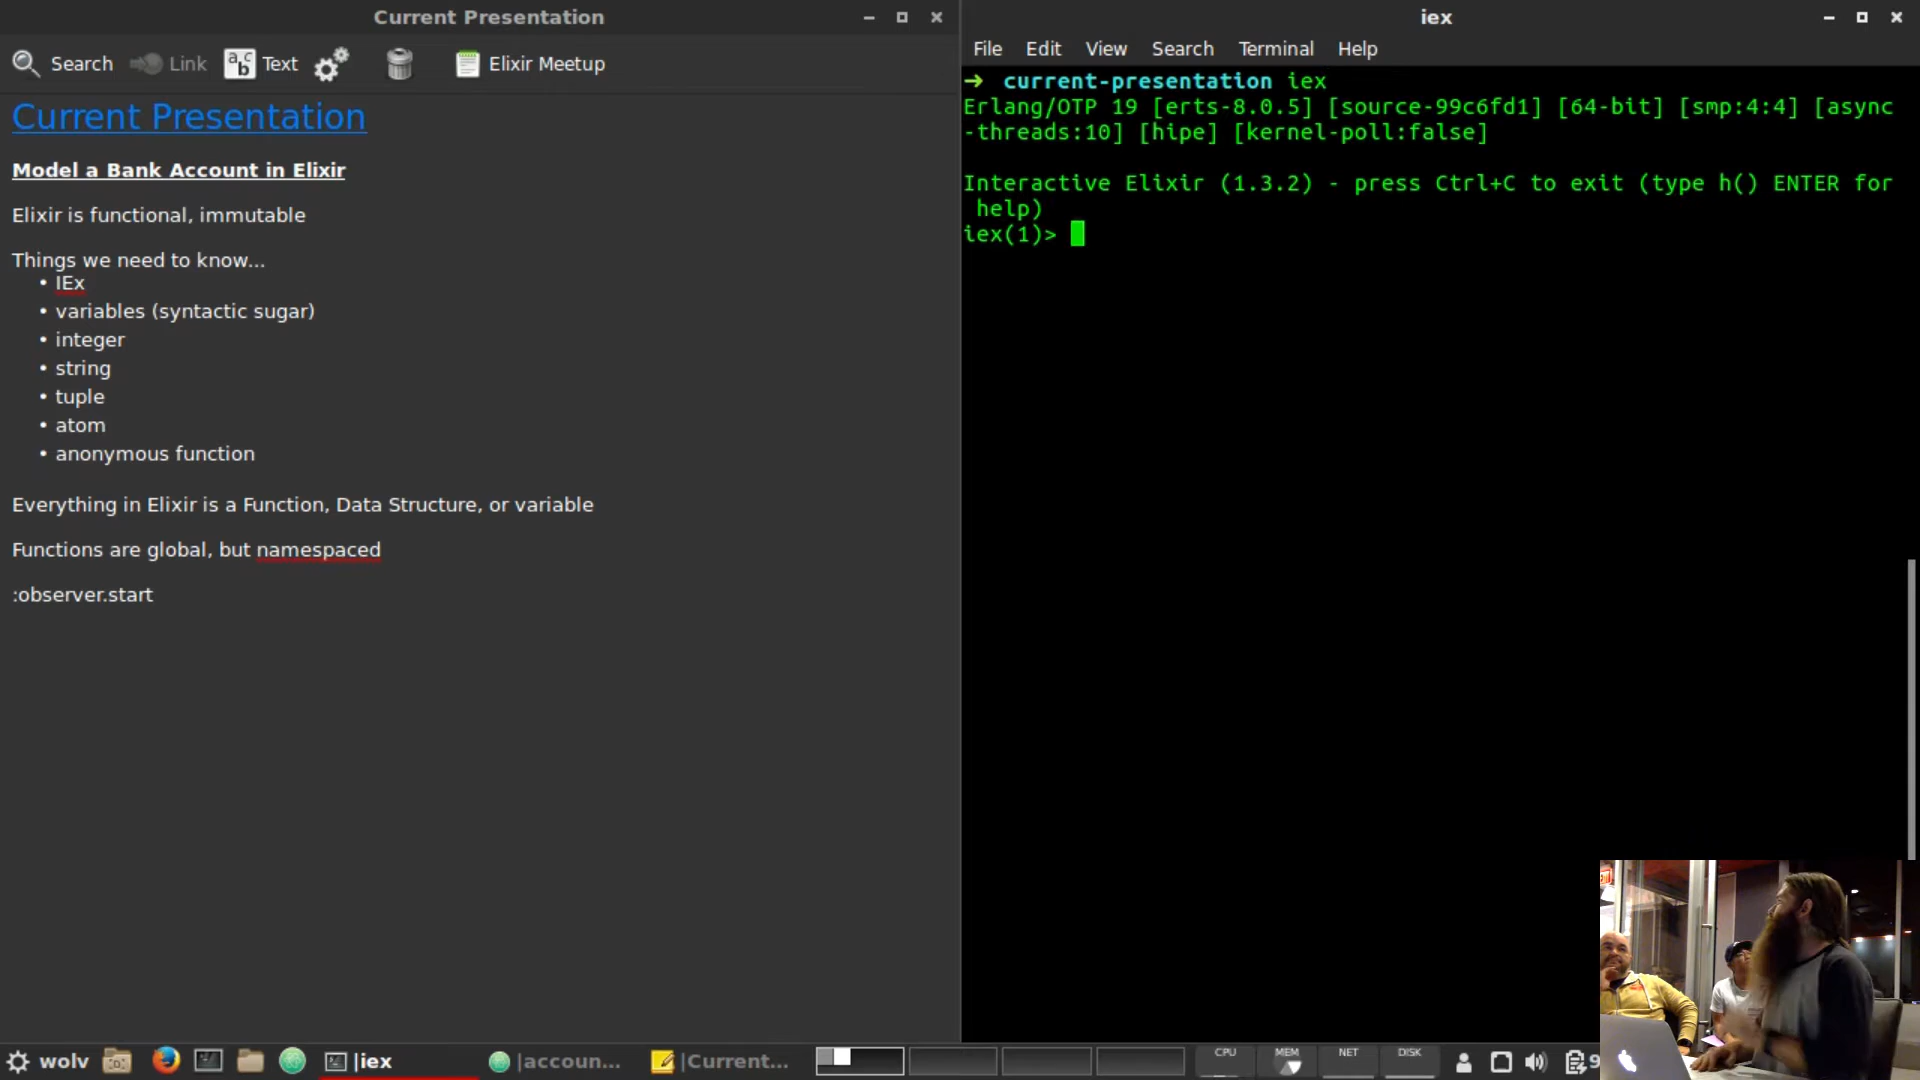 Current Presentation
Search Link Text Elixir Meetup
Current Presentation
Model a Bank Account in Elixir
Elixir is functional, immutable
Things we need to know...
• IEx
• variables (syntactic sugar)
• integer
• string
• tuple
• atom
• anonymous function
Everything in Elixir is a Function, Data Structure, or variable
Functions are global, but namespaced
:observer.start
iex
File Edit View Search Terminal Help
➜ current-presentation iex
Erlang/OTP 19 [erts-8.0.5] [source-99c6fd1] [64-bit] [smp:4:4] [async
-threads:10] [hipe] [kernel-poll:false]
Interactive Elixir (1.3.2) - press Ctrl+C to exit (type h() ENTER for
help)
iex(1)>
wolv |iex |accoun... |Current... CPU MEM NET DISK 9